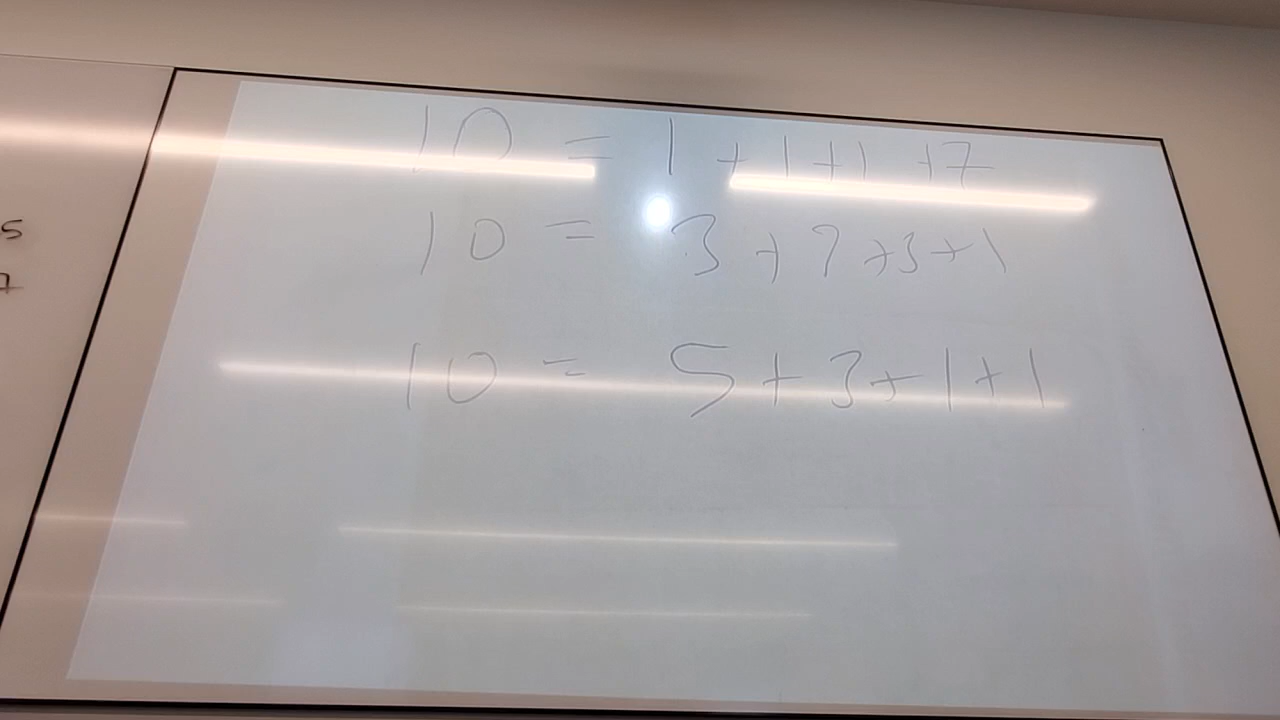 s
10 = 1 + 1 + 1 + 7
10 = 3 + 3 + 3 + 1
10 = 5 + 3 + 1 + 1